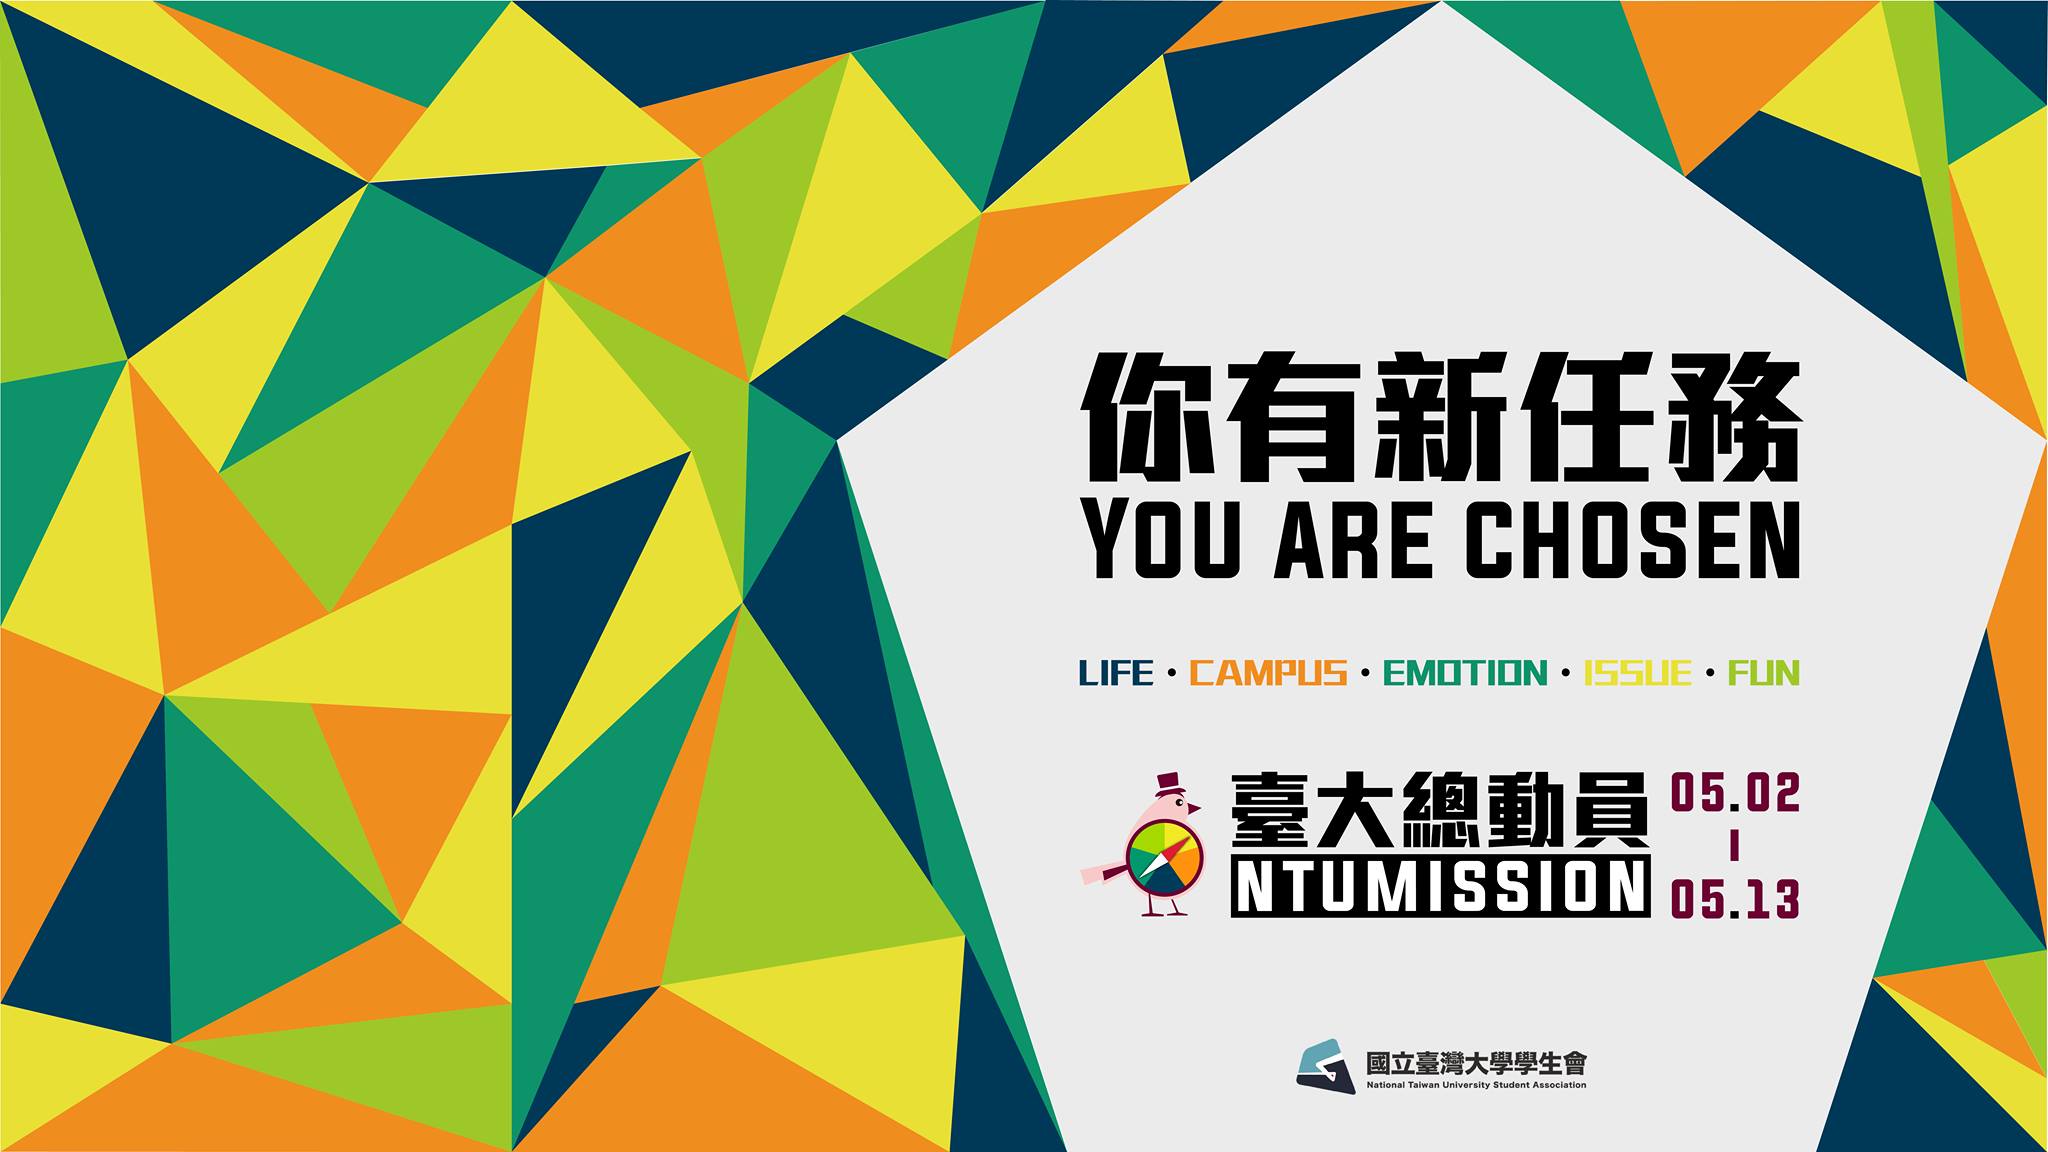 你有新任務
YOU ARE CHOSEN
LIFE・CAMPUS・EMOTION・ISSUE・FUN
臺大總動員
NTUMISSION
05.02
-
05.13
國立臺灣大學學生會
National Taiwan University Student Association